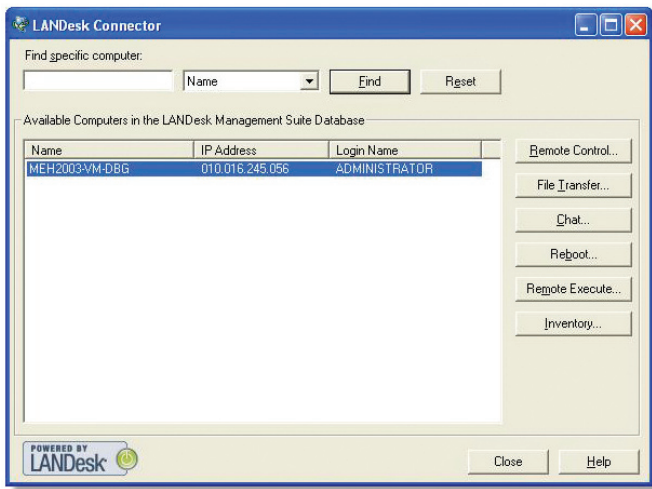 LANDesk Connector
Find specific computer:
Name
Find
Reset
Available Computers in the LANDesk Management Suite Database
Name IP Address Login Name
MEH2003-VM-DBG 010.016.245.056 ADMINISTRATOR
Remote Control...
File Transfer...
Chat...
Reboot...
Remote Execute...
Inventory...
POWERED BY
LANDesk
Close
Help